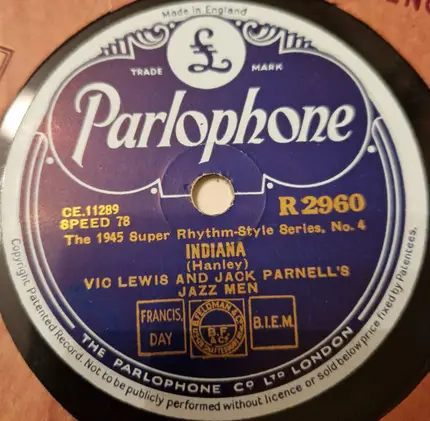 Made in England
£
TRADE MARK
Parlophone
CE.11289
SPEED 78
R 2960
The 1945 Super Rhythm-Style Series, No. 4
INDIANA
(Hanley)
VIC LEWIS AND JACK PARNELL'S
JAZZ MEN
FRANCIS, DAY
B.F. & Co
B.I.E.M.
THE PARLOPHONE CO LTD LONDON
Copyright, Patented Record. Not to be publicly performed without licence or sold below price fixed by Patentees.